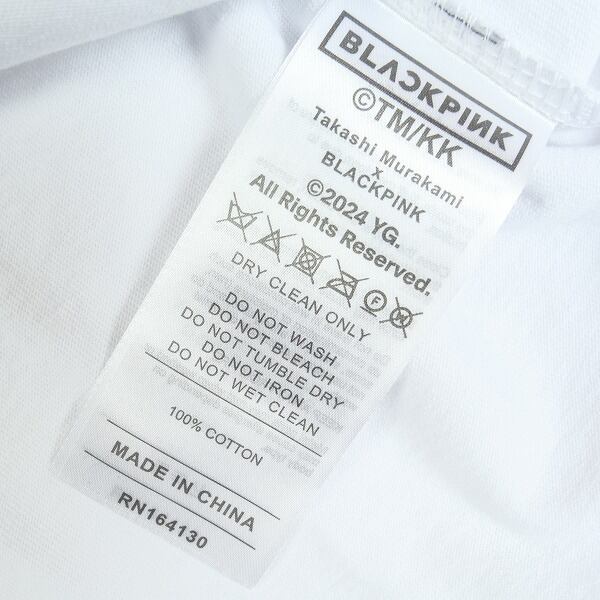 BLACKPINK
©TM/KK
Takashi Murakami
x
BLACKPINK
©2024 YG.
All Rights Reserved.
F W
DRY CLEAN ONLY
DO NOT WASH
DO NOT BLEACH
DO NOT TUMBLE DRY
DO NOT IRON
DO NOT WET CLEAN
100% COTTON
MADE IN CHINA
RN164130